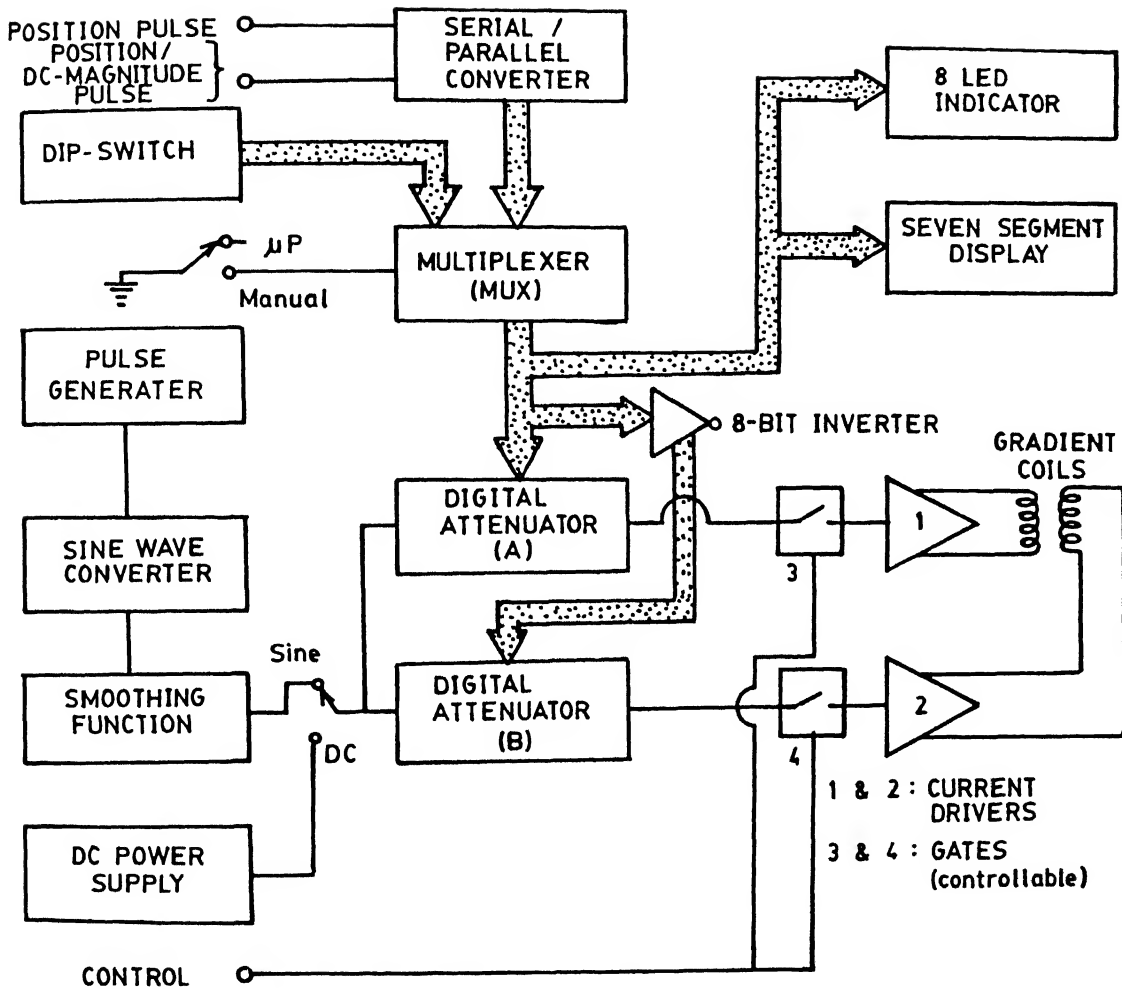 POSITION PULSE
POSITION/
DC-MAGNITUDE
PULSE
SERIAL /
PARALLEL
CONVERTER
8 LED
INDICATOR
DIP-SWITCH
μP
Manual
MULTIPLEXER
(MUX)
SEVEN SEGMENT
DISPLAY
PULSE
GENERATER
8-BIT INVERTER
GRADIENT
COILS
DIGITAL
ATTENUATOR
(A)
3
1
SINE WAVE
CONVERTER
Sine
SMOOTHING
FUNCTION
DC
DIGITAL
ATTENUATOR
(B)
4
2
1 & 2 : CURRENT
DRIVERS
3 & 4 : GATES
(controllable)
DC POWER
SUPPLY
CONTROL